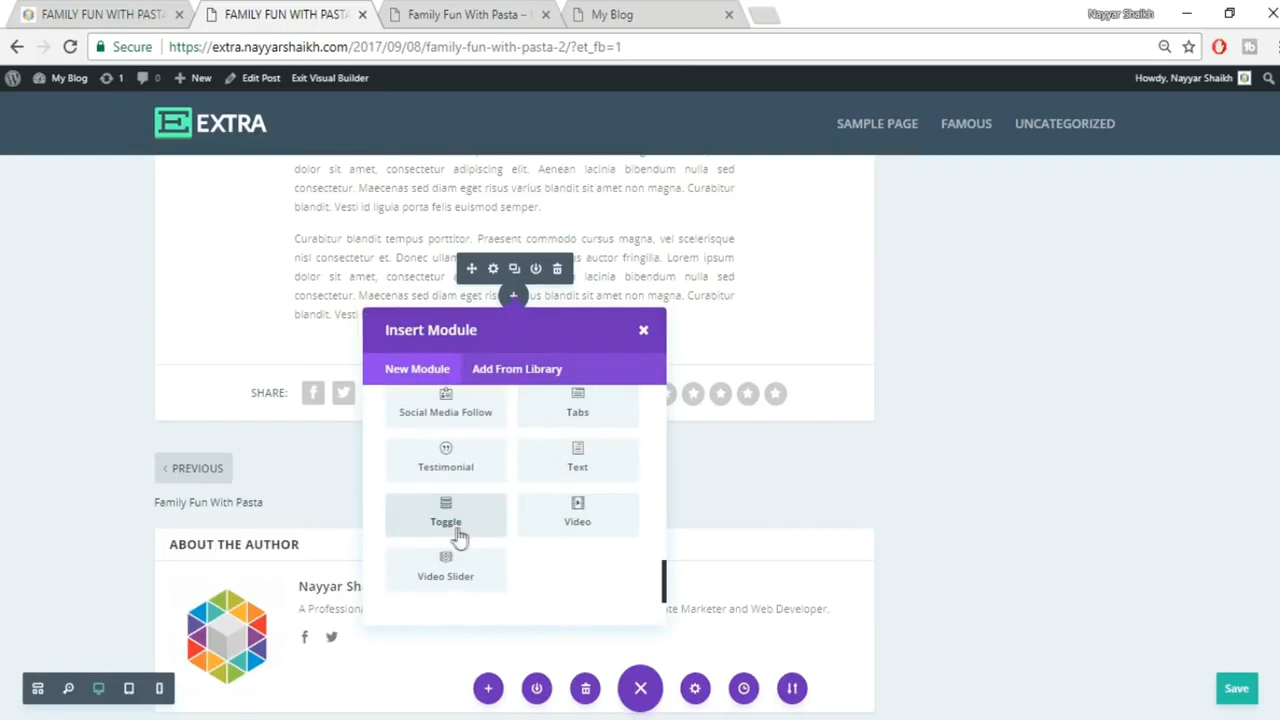 FAMILY FUN WITH PASTA
FAMILY FUN WITH PASTA
Family Fun With Pasta –
My Blog
Nayyar Shaikh
Secure
https://extra.nayyarshaikh.com/2017/09/08/family-fun-with-pasta-2/?et_fb=1
My Blog
1
0
New
Edit Post
Exit Visual Builder
Howdy, Nayyar Shaikh
EXTRA
SAMPLE PAGE
FAMOUS
UNCATEGORIZED
dolor sit amet, consectetur adipiscing elit. Aenean lacinia bibendum nulla sed
consectetur. Maecenas sed diam eget risus varius blandit sit amet non magna. Curabitur
blandit. Vesti id ligula porta felis euismod semper.
Curabitur blandit tempus porttitor. Praesent commodo cursus magna, vel scelerisque
nisl consectetur et. Donec ullam us auctor fringilla. Lorem ipsum
dolor sit amet, consectetur lacinia bibendum nulla sed
consectetur. Maecenas sed diam eget blandit sit amet non magna. Curabitur
blandit. Vesti id ligula
Insert Module
New Module
Add From Library
Social Media Follow
Tabs
Testimonial
Text
Toggle
Video
Video Slider
SHARE:
PREVIOUS
Family Fun With Pasta
ABOUT THE AUTHOR
Nayyar Sh
A Profession
te Marketer and Web Developer.
Save